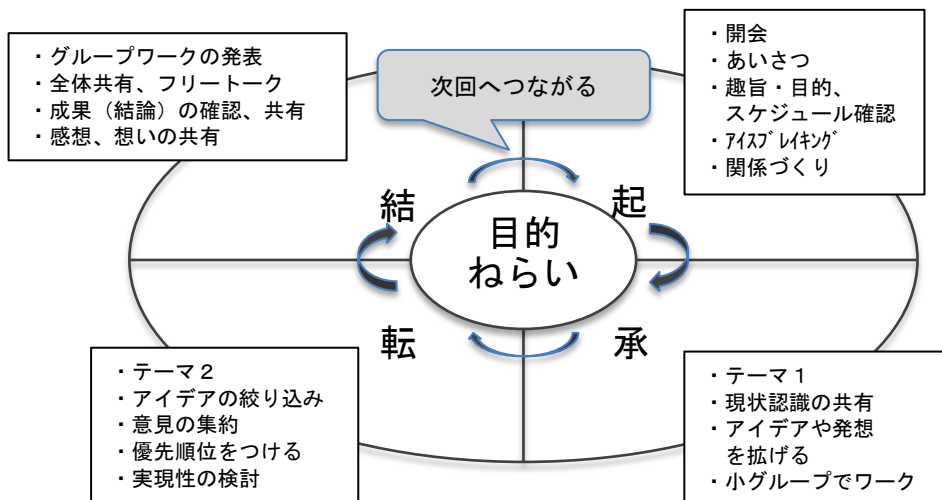 ・グループワークの発表
・全体共有、フリートーク
・成果（結論）の確認、共有
・感想、想いの共有
次回へつながる
・開会
・あいさつ
・趣旨・目的、
スケジュール確認
・ｱｲｽﾌﾞﾚｲｷﾝｸﾞ
・関係づくり
結
起
目的
ねらい
転
承
・テーマ２
・アイデアの絞り込み
・意見の集約
・優先順位をつける
・実現性の検討
・テーマ１
・現状認識の共有
・アイデアや発想
を拡げる
・小グループでワーク